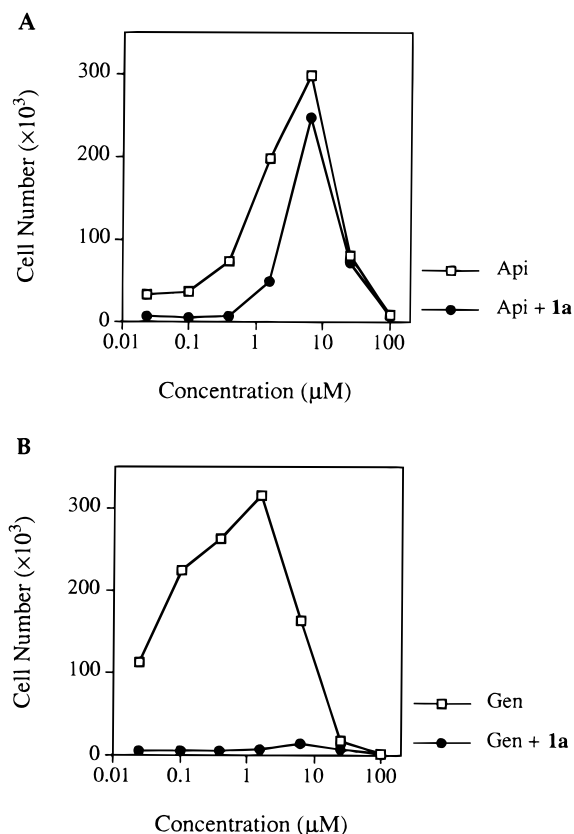 A
Cell Number (×10³)
300
200
100
0
0.01 0.1 1 10 100
Concentration (μM)
Api
Api + 1a
B
Cell Number (×10³)
300
200
100
0
0.01 0.1 1 10 100
Concentration (μM)
Gen
Gen + 1a